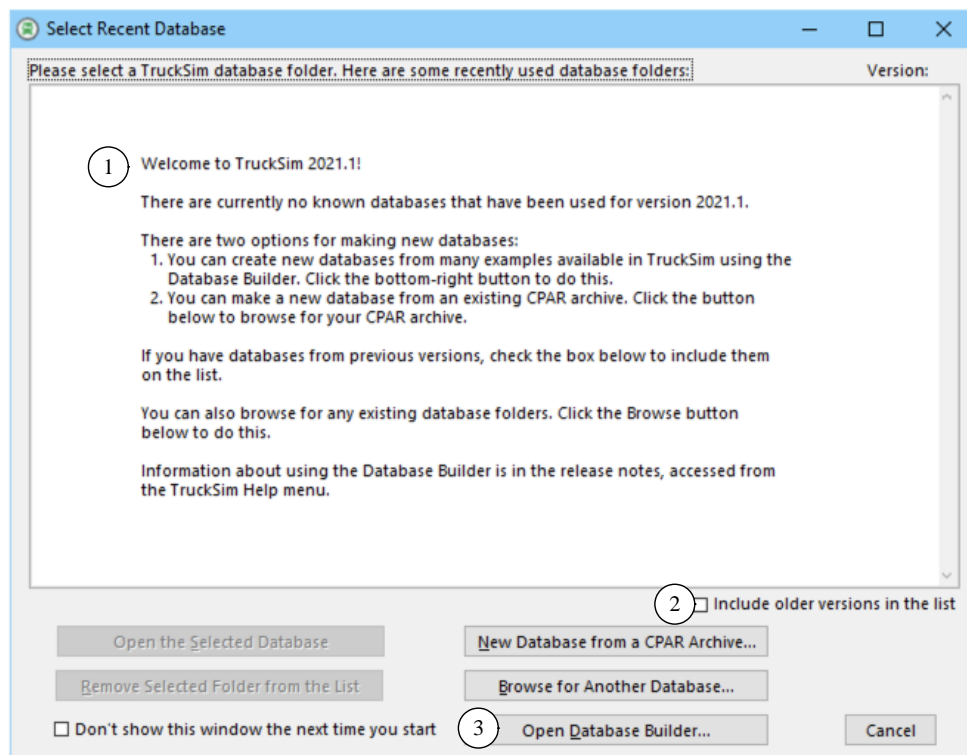 Select Recent Database
Please select a TruckSim database folder. Here are some recently used database folders: Version:
1 Welcome to TruckSim 2021.1!
There are currently no known databases that have been used for version 2021.1.
There are two options for making new databases:
1. You can create new databases from many examples available in TruckSim using the
Database Builder. Click the bottom-right button to do this.
2. You can make a new database from an existing CPAR archive. Click the button
below to browse for your CPAR archive.
If you have databases from previous versions, check the box below to include them
on the list.
You can also browse for any existing database folders. Click the Browse button
below to do this.
Information about using the Database Builder is in the release notes, accessed from
the TruckSim Help menu.
2 Include older versions in the list
Open the Selected Database New Database from a CPAR Archive...
Remove Selected Folder from the List Browse for Another Database...
Don't show this window the next time you start 3 Open Database Builder... Cancel